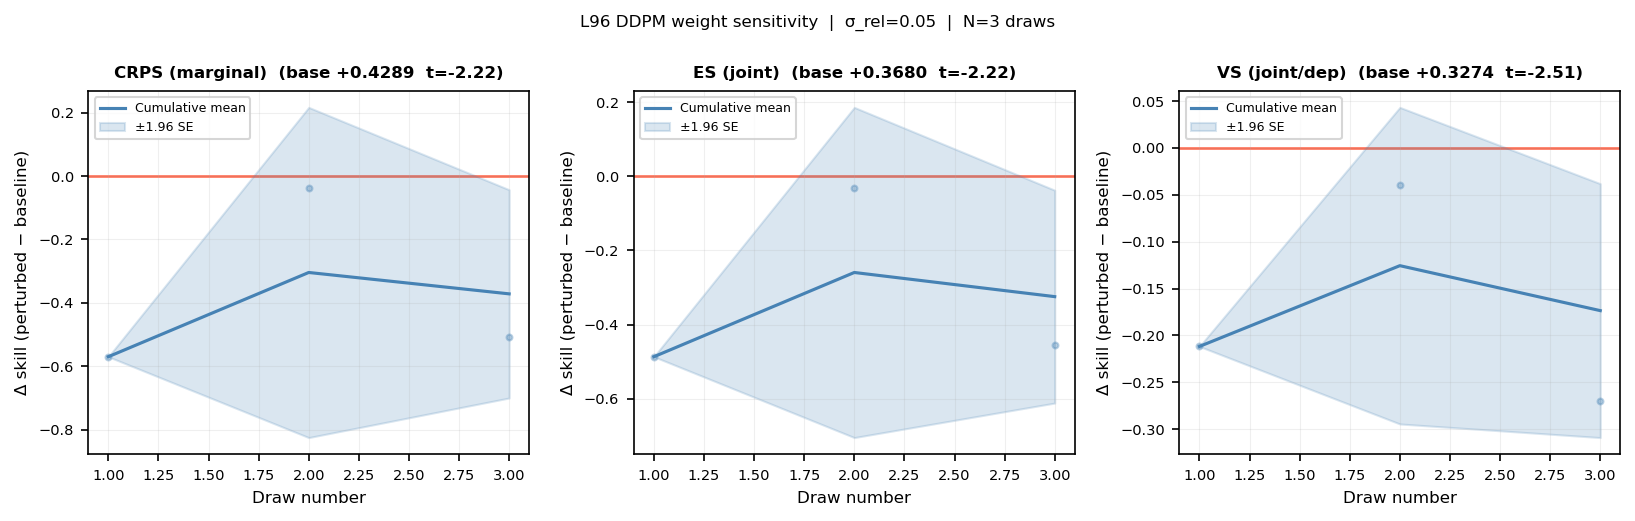 L96 DDPM weight sensitivity  |  σ_rel=0.05  |  N=3 draws
CRPS (marginal)  (base +0.4289  t=-2.22)
Cumulative mean
±1.96 SE
Δ skill (perturbed − baseline)
0.2
0.0
−0.2
−0.4
−0.6
−0.8
1.00 1.25 1.50 1.75 2.00 2.25 2.50 2.75 3.00
Draw number
ES (joint)  (base +0.3680  t=-2.22)
Cumulative mean
±1.96 SE
Δ skill (perturbed − baseline)
0.2
0.0
−0.2
−0.4
−0.6
1.00 1.25 1.50 1.75 2.00 2.25 2.50 2.75 3.00
Draw number
VS (joint/dep)  (base +0.3274  t=-2.51)
Cumulative mean
±1.96 SE
Δ skill (perturbed − baseline)
0.05
0.00
−0.05
−0.10
−0.15
−0.20
−0.25
−0.30
1.00 1.25 1.50 1.75 2.00 2.25 2.50 2.75 3.00
Draw number